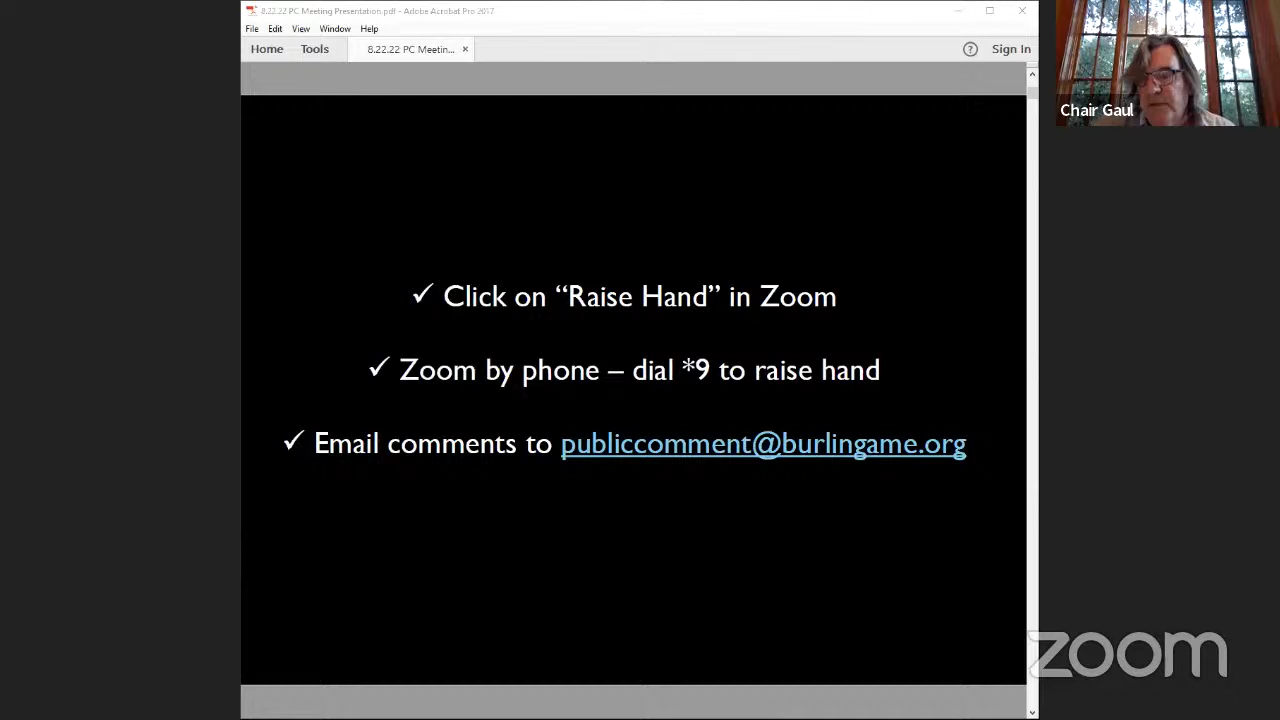 8.22.22 PC Meeting Presentation.pdf - Adobe Acrobat Pro 2017
File Edit View Window Help
Home Tools 8.22.22 PC Meetin... × ? Sign In
Chair Gaul
✓ Click on “Raise Hand” in Zoom
✓ Zoom by phone – dial *9 to raise hand
✓ Email comments to publiccomment@burlingame.org
zoom